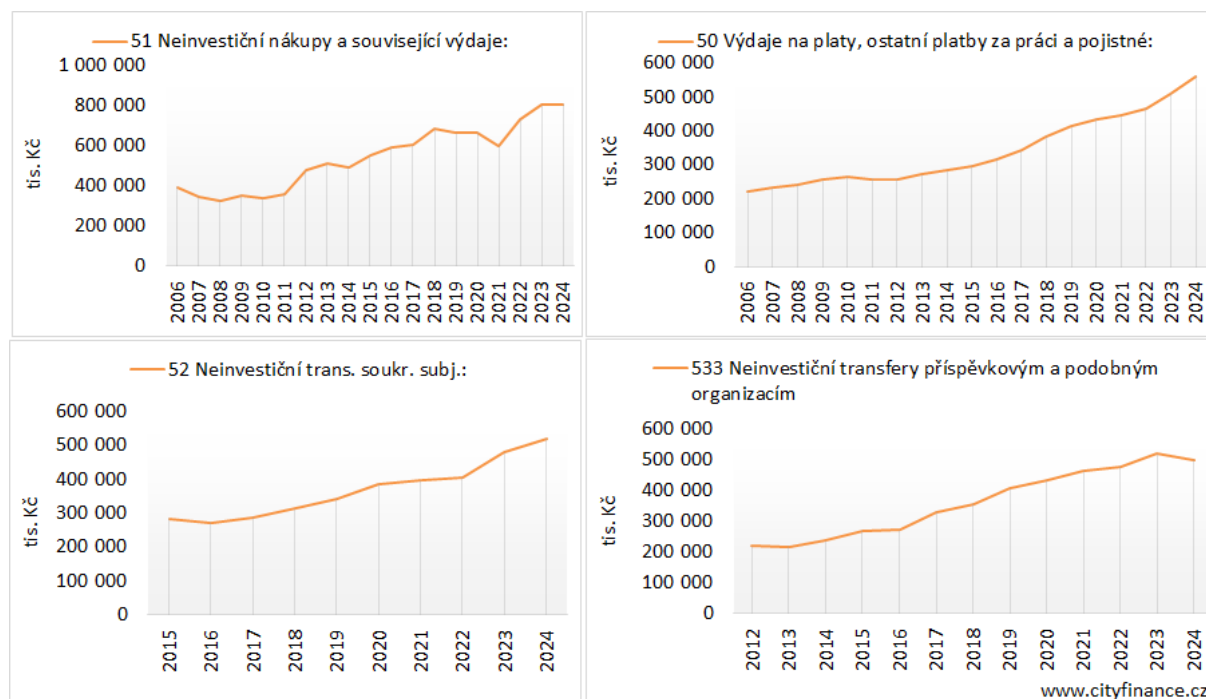 51 Neinvestiční nákupy a související výdaje:
tis. Kč
1 000 000
800 000
600 000
400 000
200 000
0
2006 2007 2008 2009 2010 2011 2012 2013 2014 2015 2016 2017 2018 2019 2020 2021 2022 2023 2024
50 Výdaje na platy, ostatní platby za práci a pojistné:
tis. Kč
600 000
500 000
400 000
300 000
200 000
100 000
0
2006 2007 2008 2009 2010 2011 2012 2013 2014 2015 2016 2017 2018 2019 2020 2021 2022 2023 2024
52 Neinvestiční trans. soukr. subj.:
tis. Kč
600 000
500 000
400 000
300 000
200 000
100 000
0
2015 2016 2017 2018 2019 2020 2021 2022 2023 2024
533 Neinvestiční transfery příspěvkovým a podobným
organizacím
tis. Kč
600 000
500 000
400 000
300 000
200 000
100 000
0
2012 2013 2014 2015 2016 2017 2018 2019 2020 2021 2022 2023 2024
www.cityfinance.cz